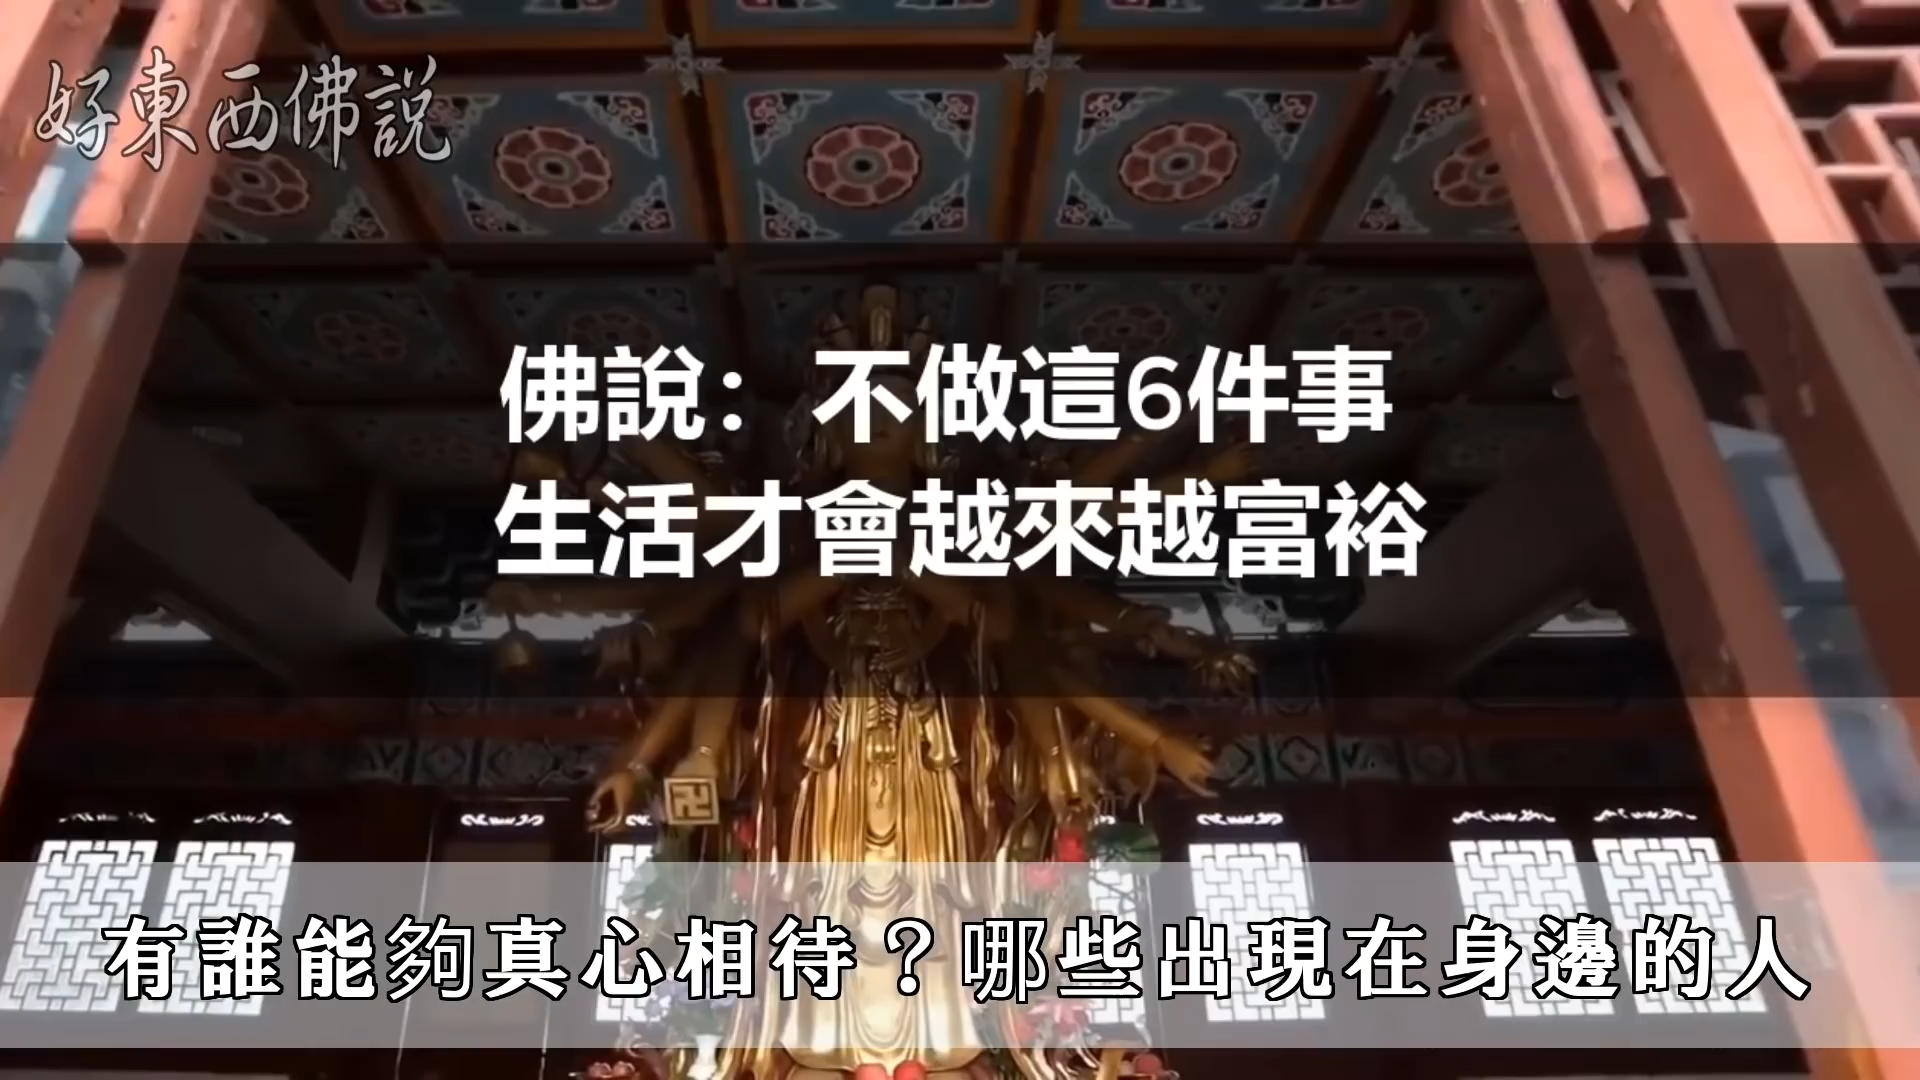 好東西佛説
佛說：不做這6件事
生活才會越來越富裕
卍
有誰能夠真心相待？哪些出現在身邊的人